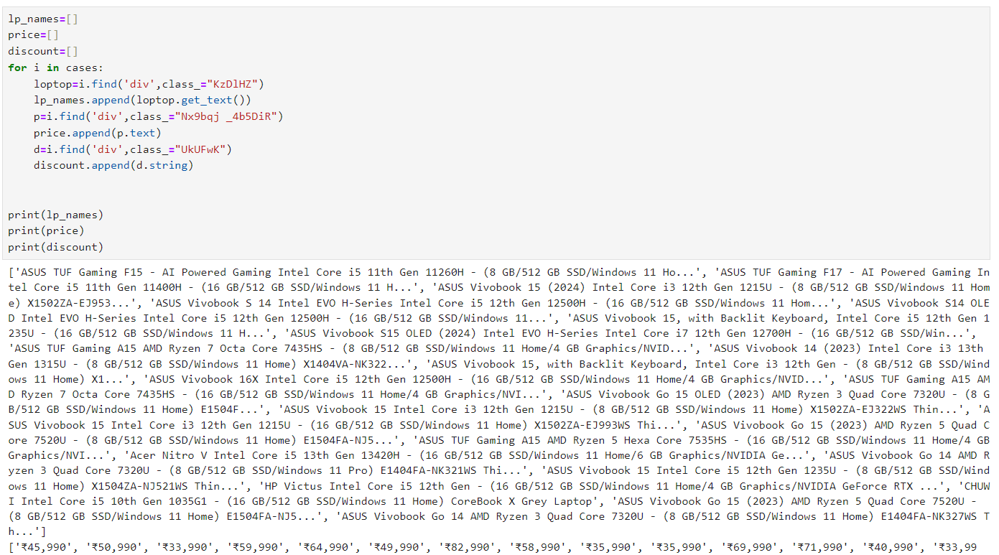 lp_names=[]
price=[]
discount=[]
for i in cases:
    loptop=i.find('div',class_="KzDlHZ")
    lp_names.append(loptop.get_text())
    p=i.find('div',class_="Nx9bqj _4b5DiR")
    price.append(p.text)
    d=i.find('div',class_="UkUFwK")
    discount.append(d.string)
print(lp_names)
print(price)
print(discount)
['ASUS TUF Gaming F15 - AI Powered Gaming Intel Core i5 11th Gen 11260H - (8 GB/512 GB SSD/Windows 11 Ho...', 'ASUS TUF Gaming F17 - AI Powered Gaming In
tel Core i5 11th Gen 11400H - (16 GB/512 GB SSD/Windows 11 H...', 'ASUS Vivobook 15 (2024) Intel Core i3 12th Gen 1215U - (8 GB/512 GB SSD/Windows 11 Hom
e) X1502ZA-EJ953...', 'ASUS Vivobook S 14 Intel EVO H-Series Intel Core i5 12th Gen 12500H - (16 GB/512 GB SSD/Windows 11 Hom...', 'ASUS Vivobook S14 OLE
D Intel EVO H-Series Intel Core i5 12th Gen 12500H - (16 GB/512 GB SSD/Windows 11...', 'ASUS Vivobook 15, with Backlit Keyboard, Intel Core i5 12th Gen 1
235U - (16 GB/512 GB SSD/Windows 11 H...', 'ASUS Vivobook S15 OLED (2024) Intel EVO H-Series Intel Core i7 12th Gen 12700H - (16 GB/512 GB SSD/Win...',
'ASUS TUF Gaming A15 AMD Ryzen 7 Octa Core 7435HS - (8 GB/512 GB SSD/Windows 11 Home/4 GB Graphics/NVID...', 'ASUS Vivobook 14 (2023) Intel Core i3 13th
Gen 1315U - (8 GB/512 GB SSD/Windows 11 Home) X1404VA-NK322...', 'ASUS Vivobook 15, with Backlit Keyboard, Intel Core i3 12th Gen - (8 GB/512 GB SSD/Wind
ows 11 Home) X1...', 'ASUS Vivobook 16X Intel Core i5 12th Gen 12500H - (16 GB/512 GB SSD/Windows 11 Home/4 GB Graphics/NVID...', 'ASUS TUF Gaming A15 AM
D Ryzen 7 Octa Core 7435HS - (16 GB/512 GB SSD/Windows 11 Home/4 GB Graphics/NVI...', 'ASUS Vivobook Go 15 OLED (2023) AMD Ryzen 3 Quad Core 7320U - (8 G
B/512 GB SSD/Windows 11 Home) E1504F...', 'ASUS Vivobook 15 Intel Core i3 12th Gen 1215U - (8 GB/512 GB SSD/Windows 11 Home) X1502ZA-EJ322WS Thin...', 'A
SUS Vivobook 15 Intel Core i3 12th Gen 1215U - (16 GB/512 GB SSD/Windows 11 Home) X1502ZA-EJ993WS Thi...', 'ASUS Vivobook Go 15 (2023) AMD Ryzen 5 Quad C
ore 7520U - (8 GB/512 GB SSD/Windows 11 Home) E1504FA-NJ5...', 'ASUS TUF Gaming A15 AMD Ryzen 5 Hexa Core 7535HS - (16 GB/512 GB SSD/Windows 11 Home/4 GB
Graphics/NVI...', 'Acer Nitro V Intel Core i5 13th Gen 13420H - (16 GB/512 GB SSD/Windows 11 Home/6 GB Graphics/NVIDIA Ge...', 'ASUS Vivobook Go 14 AMD R
yzen 3 Quad Core 7320U - (8 GB/512 GB SSD/Windows 11 Pro) E1404FA-NK321WS Thi...', 'ASUS Vivobook 15 Intel Core i5 12th Gen 1235U - (8 GB/512 GB SSD/Wind
ows 11 Home) X1504ZA-NJ521WS Thin...', 'HP Victus Intel Core i5 12th Gen - (16 GB/512 GB SSD/Windows 11 Home/4 GB Graphics/NVIDIA GeForce RTX ...', 'CHUW
I Intel Core i5 10th Gen 1035G1 - (16 GB/512 GB SSD/Windows 11 Home) CoreBook X Grey Laptop', 'ASUS Vivobook Go 15 (2023) AMD Ryzen 5 Quad Core 7520U -
(8 GB/512 GB SSD/Windows 11 Home) E1504FA-NJ5...', 'ASUS Vivobook Go 14 AMD Ryzen 3 Quad Core 7320U - (8 GB/512 GB SSD/Windows 11 Home) E1404FA-NK327WS T
h...']
['₹45,990', '₹50,990', '₹33,990', '₹59,990', '₹64,990', '₹49,990', '₹82,990', '₹58,990', '₹35,990', '₹35,990', '₹69,990', '₹71,990', '₹40,990', '₹33,99